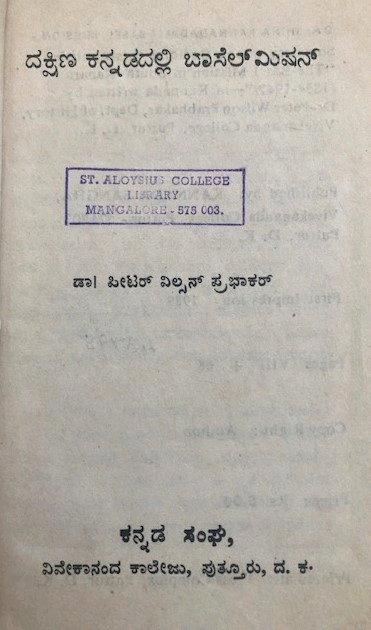 ದಕ್ಷಿಣ ಕನ್ನಡದಲ್ಲಿ ಬಾಸೆಲ್‌ಮಿಷನ್
ST. ALOYSIUS COLLEGE
LIBRARY
MANGALORE - 575 003.
ಡಾ। ಪೀಟರ್ ವಿಲ್ಸನ್ ಪ್ರಭಾಕರ್
ಕನ್ನಡ ಸಂಘ,
ವಿವೇಕಾನಂದ ಕಾಲೇಜು, ಪುತ್ತೂರು, ದ. ಕ.